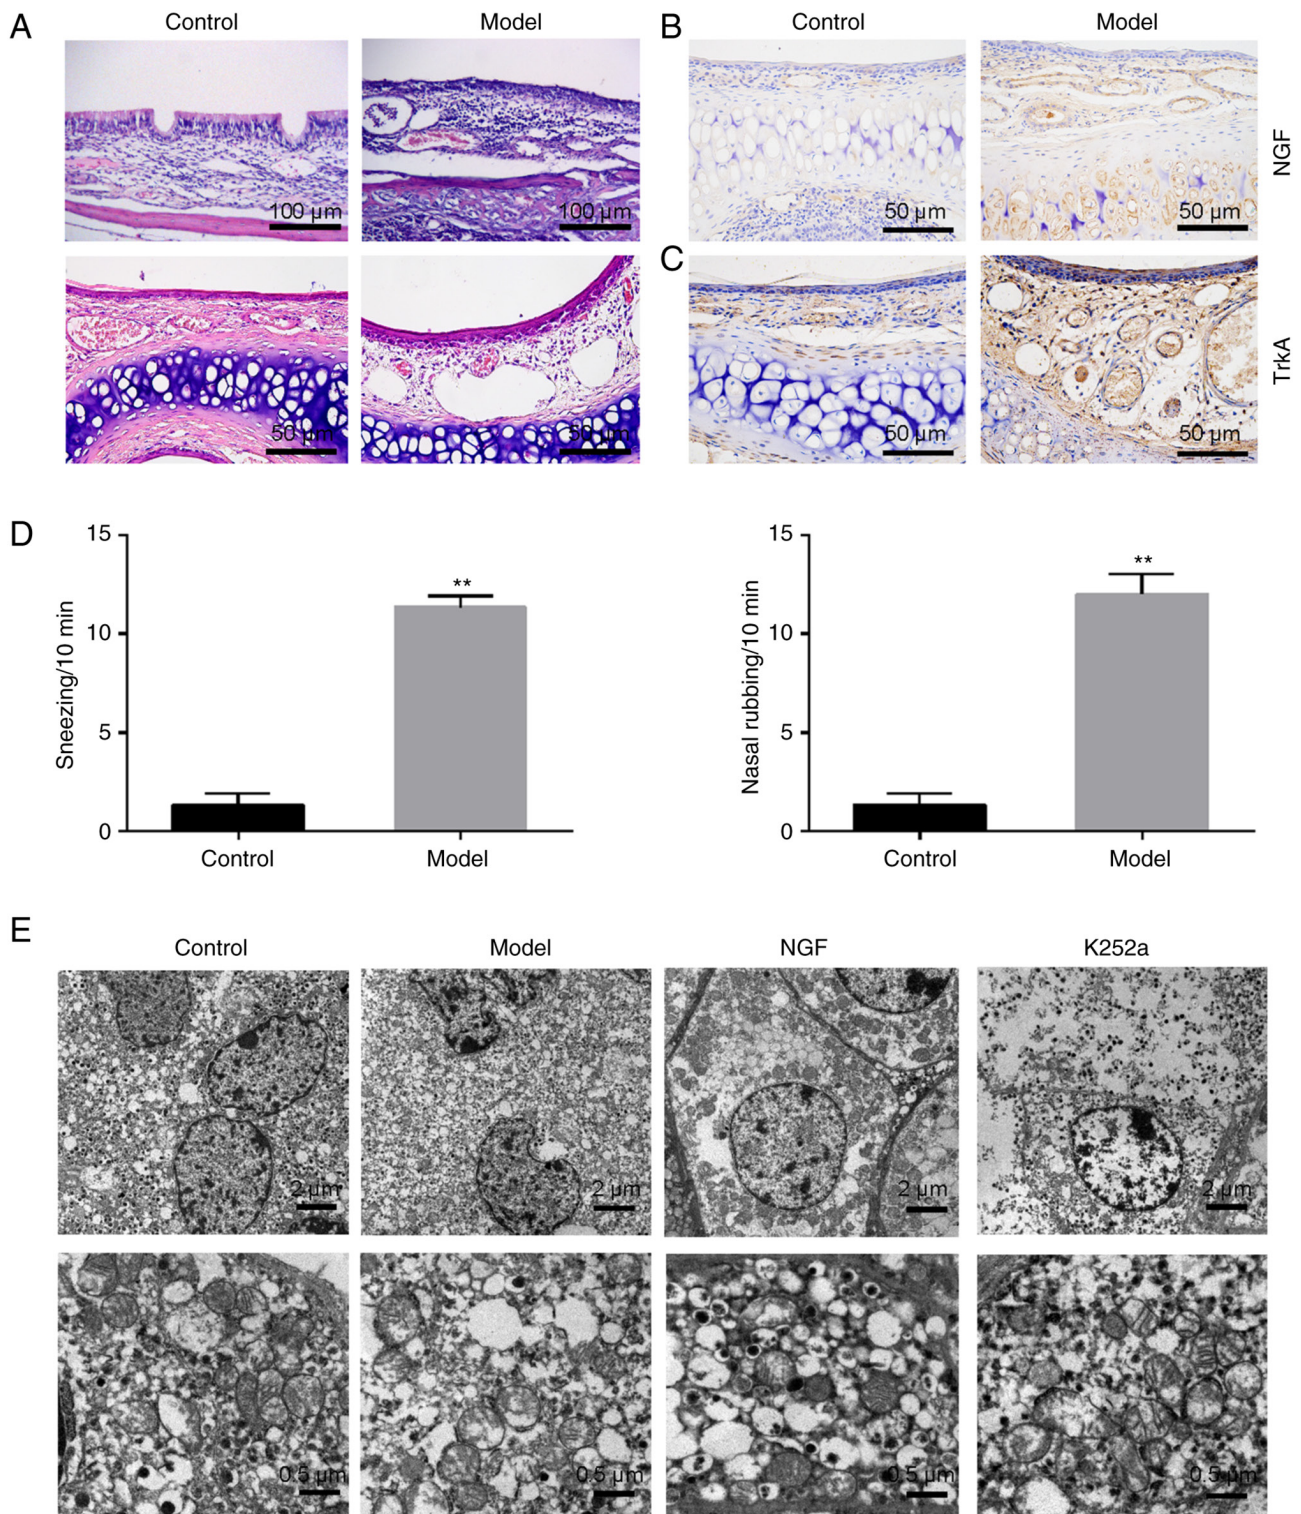 A
Control
Model
B
Control
Model
100 µm
100 µm
50 µm
50 µm
NGF
C
50 µm
50 µm
50 µm
50 µm
TrkA
D
Sneezing/10 min
15
10
5
0
**
Control
Model
Nasal rubbing/10 min
15
10
5
0
**
Control
Model
E
Control
Model
NGF
K252a
2 µm
2 µm
2 µm
2 µm
0.5 µm
0.5 µm
0.5 µm
0.5 µm